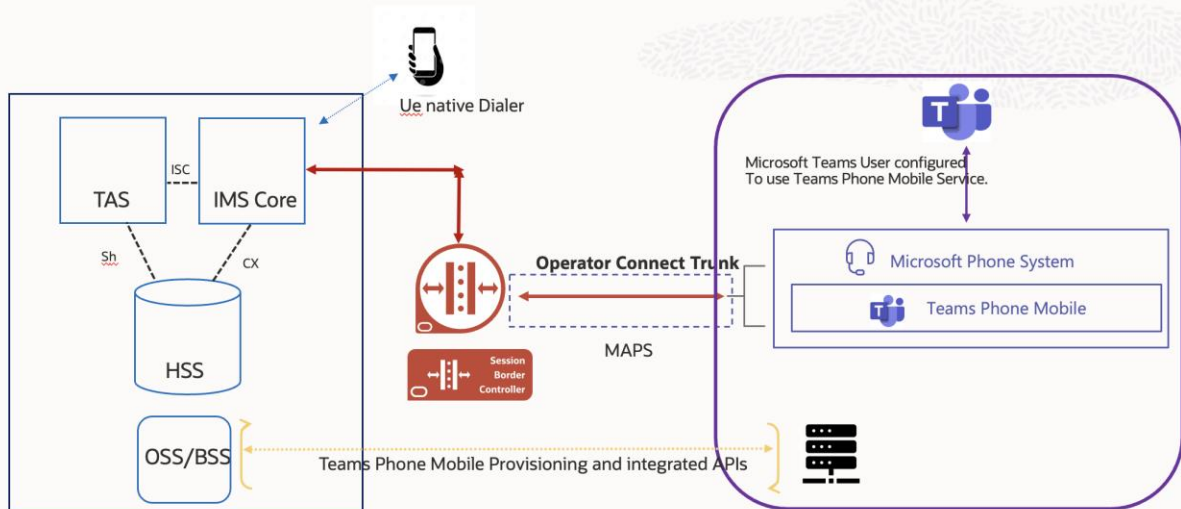 Ue native Dialer
TAS
ISC
IMS Core
Sh
CX
HSS
OSS/BSS
Session
Border
Controller
Operator Connect Trunk
MAPS
Teams Phone Mobile Provisioning and integrated APIs
T
Microsoft Teams User configured
To use Teams Phone Mobile Service.
Microsoft Phone System
T
Teams Phone Mobile